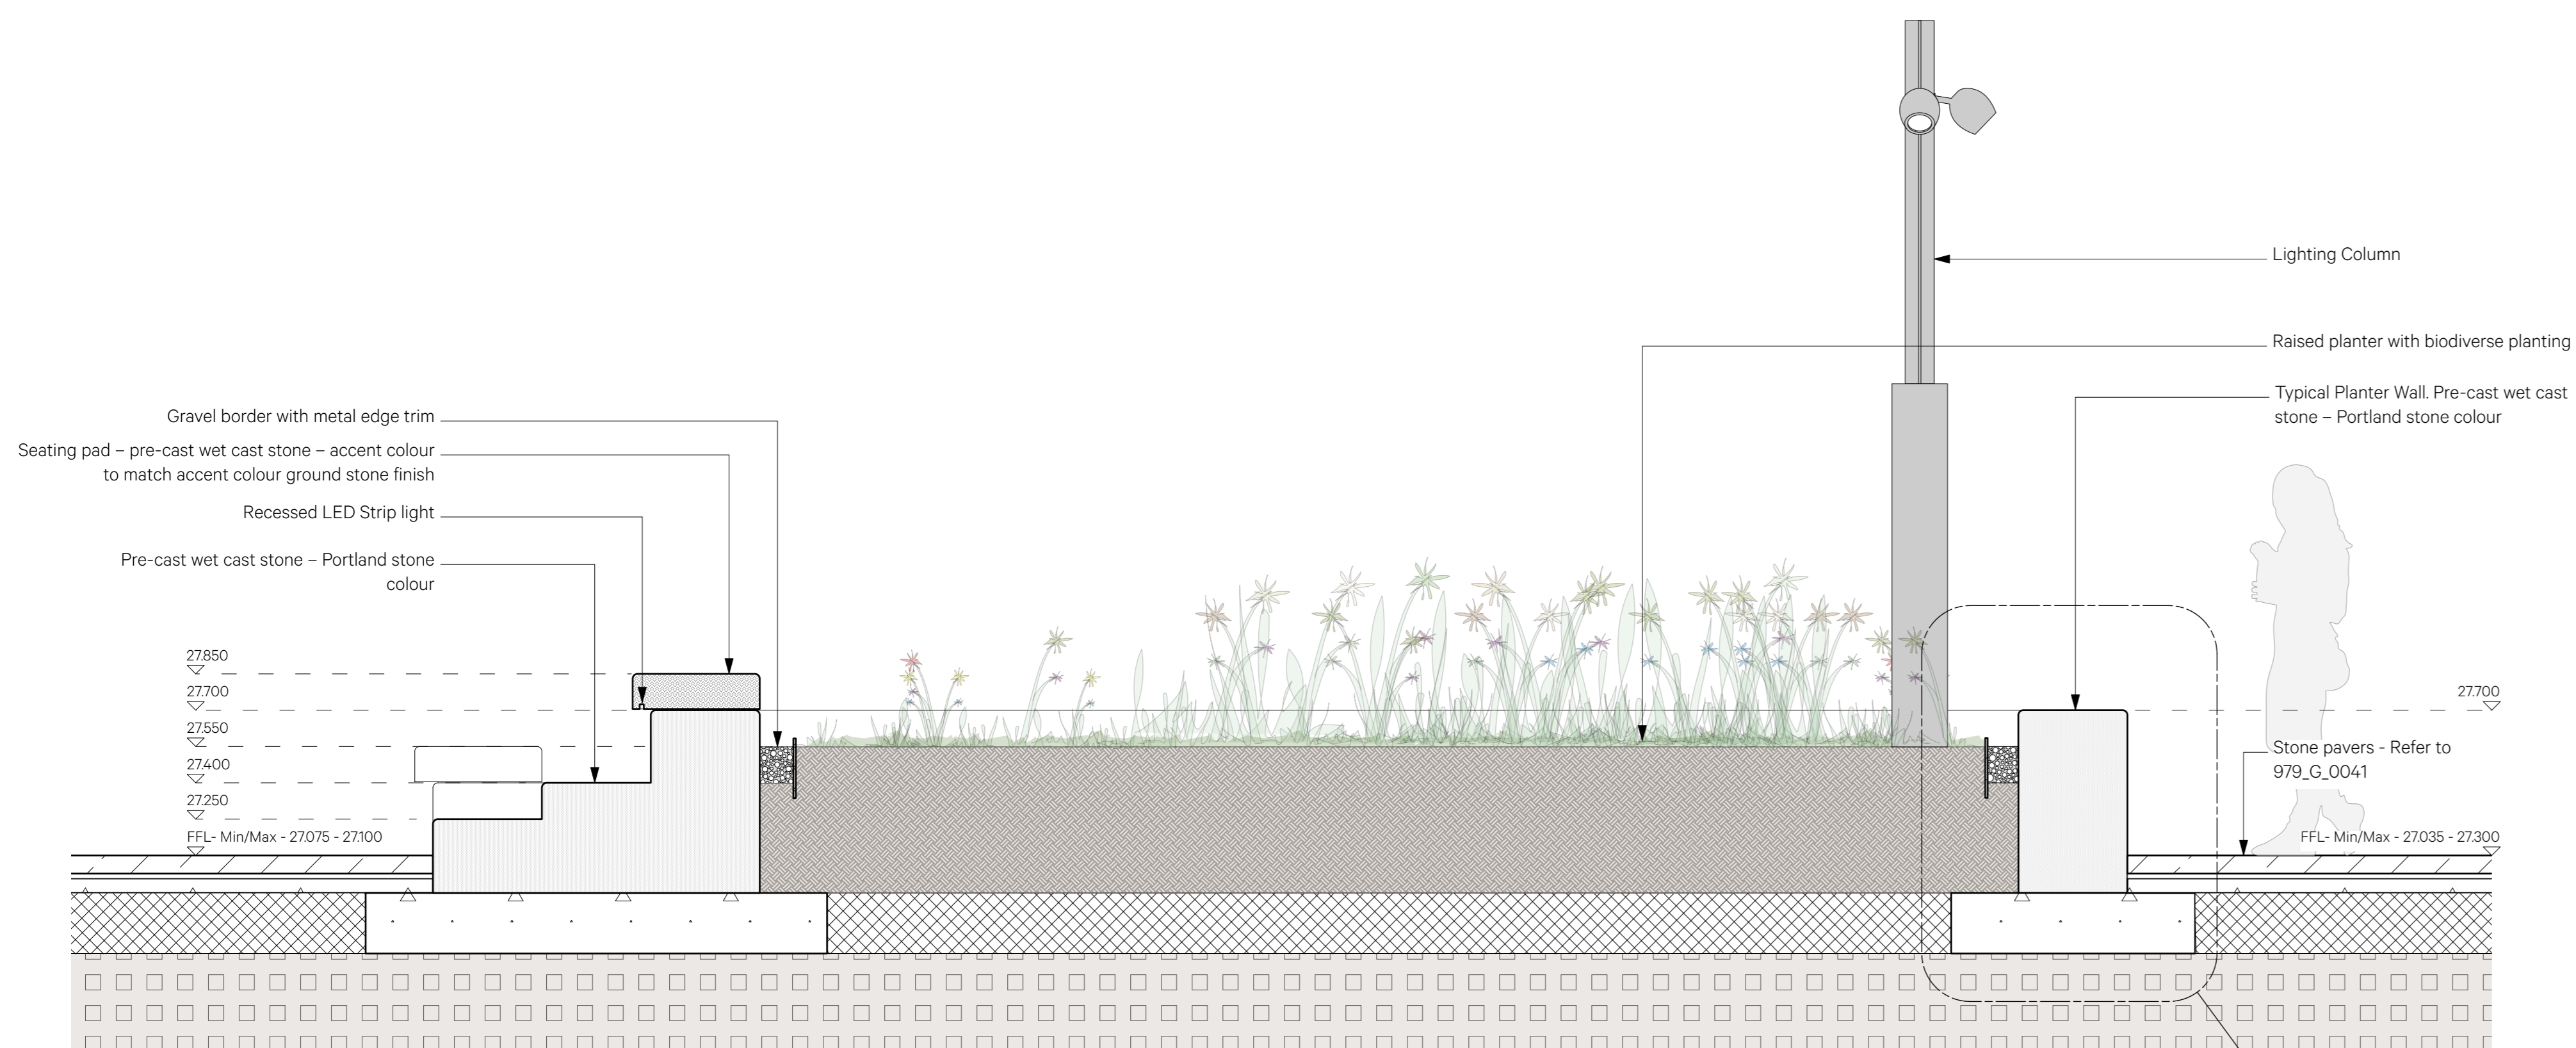 Lighting Column
Raised planter with biodiverse planting
Typical Planter Wall. Pre-cast wet cast
stone – Portland stone colour
Gravel border with metal edge trim
Seating pad – pre-cast wet cast stone – accent colour
to match accent colour ground stone finish
Recessed LED Strip light
Pre-cast wet cast stone – Portland stone
colour
27.850
27.700
27.550
27.400
27.250
FFL- Min/Max - 27.075 - 27.100
27.700
Stone pavers - Refer to
979_G_0041
FFL- Min/Max - 27.035 - 27.300